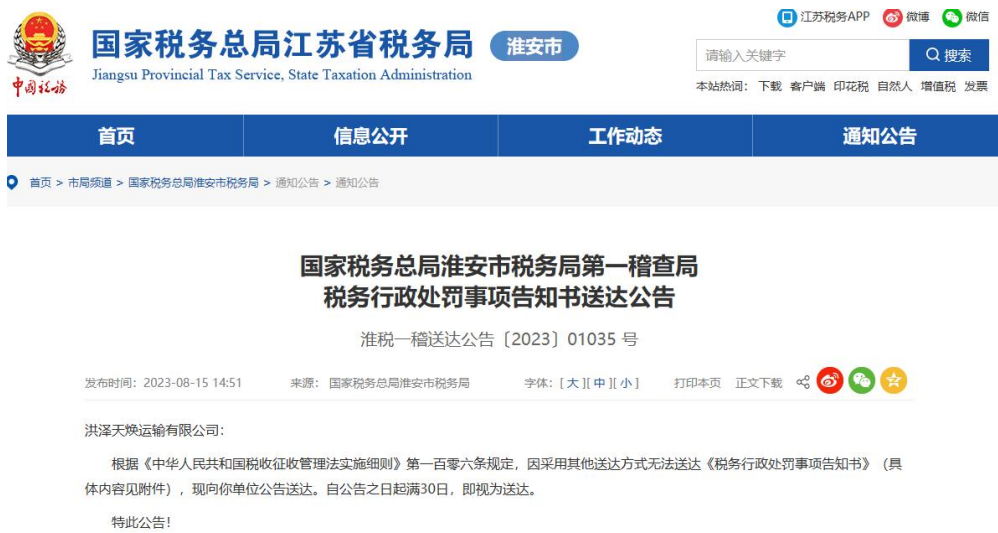 江苏税务APP 微博 微信
中国税务
国家税务总局江苏省税务局 淮安市
Jiangsu Provincial Tax Service, State Taxation Administration
请输入关键字 搜索
本站热词： 下载 客户端 印花税 自然人 增值税 发票
首页 信息公开 工作动态 通知公告
首页 > 市局频道 > 国家税务总局淮安市税务局 > 通知公告 > 通知公告
国家税务总局淮安市税务局第一稽查局
税务行政处罚事项告知书送达公告
淮税一稽送达公告〔2023〕01035 号
发布时间：2023-08-15 14:51 来源： 国家税务总局淮安市税务局 字体：[ 大 ][ 中 ][ 小 ] 打印本页 正文下载
洪泽天焕运输有限公司：
根据《中华人民共和国税收征收管理法实施细则》第一百零六条规定，因采用其他送达方式无法送达《税务行政处罚事项告知书》（具
体内容见附件），现向你单位公告送达。自公告之日起满30日，即视为送达。
特此公告！